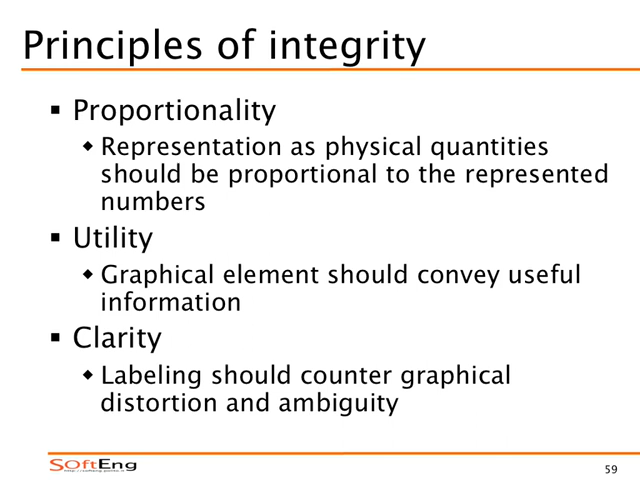 Principles of integrity
▪ Proportionality
◆ Representation as physical quantities
should be proportional to the represented
numbers
▪ Utility
◆ Graphical element should convey useful
information
▪ Clarity
◆ Labeling should counter graphical
distortion and ambiguity
SOftEng
59